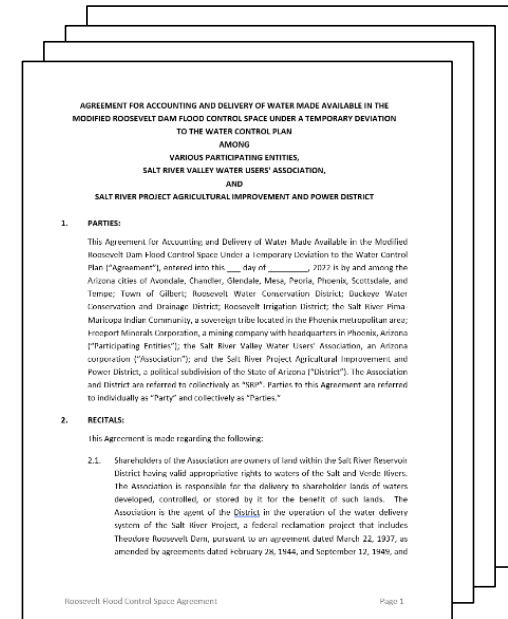 AGREEMENT FOR ACCOUNTING AND DELIVERY OF WATER MADE AVAILABLE IN THE
MODIFIED ROOSEVELT DAM FLOOD CONTROL SPACE UNDER A TEMPORARY DEVIATION
TO THE WATER CONTROL PLAN
AMONG
VARIOUS PARTICIPATING ENTITIES,
SALT RIVER VALLEY WATER USERS' ASSOCIATION,
AND
SALT RIVER PROJECT AGRICULTURAL IMPROVEMENT AND POWER DISTRICT
1. PARTIES:
This Agreement for Accounting and Delivery of Water Made Available in the Modified
Roosevelt Dam Flood Control Space Under a Temporary Deviation to the Water Control
Plan ("Agreement"), entered into this ___ day of ________, 2022 is by and among the
Arizona cities of Avondale, Chandler, Glendale, Mesa, Peoria, Phoenix, Scottsdale, and
Tempe; Town of Gilbert; Roosevelt Water Conservation District; Buckeye Water
Conservation and Drainage District; Roosevelt Irrigation District; the Salt River Pima-
Maricopa Indian Community, a sovereign tribe located in the Phoenix metropolitan area;
Freeport Minerals Corporation, a mining company with headquarters in Phoenix, Arizona
("Participating Entities"); the Salt River Valley Water Users' Association, an Arizona
corporation ("Association"); and the Salt River Project Agricultural Improvement and
Power District, a political subdivision of the State of Arizona ("District"). The Association
and District are referred to collectively as "SRP". Parties to this Agreement are referred
to individually as "Party" and collectively as "Parties."
2. RECITALS:
This Agreement is made regarding the following:
2.1. Shareholders of the Association are owners of land within the Salt River Reservoir
District having valid appropriative rights to waters of the Salt and Verde Rivers.
The Association is responsible for the delivery to shareholder lands of waters
developed, controlled, or stored by it for the benefit of such lands. The
Association is the agent of the District in the operation of the water delivery
system of the Salt River Project, a federal reclamation project that includes
Theodore Roosevelt Dam, pursuant to an agreement dated March 22, 1937, as
amended by agreements dated February 28, 1944, and September 12, 1949, and
Roosevelt Flood Control Space Agreement Page 1